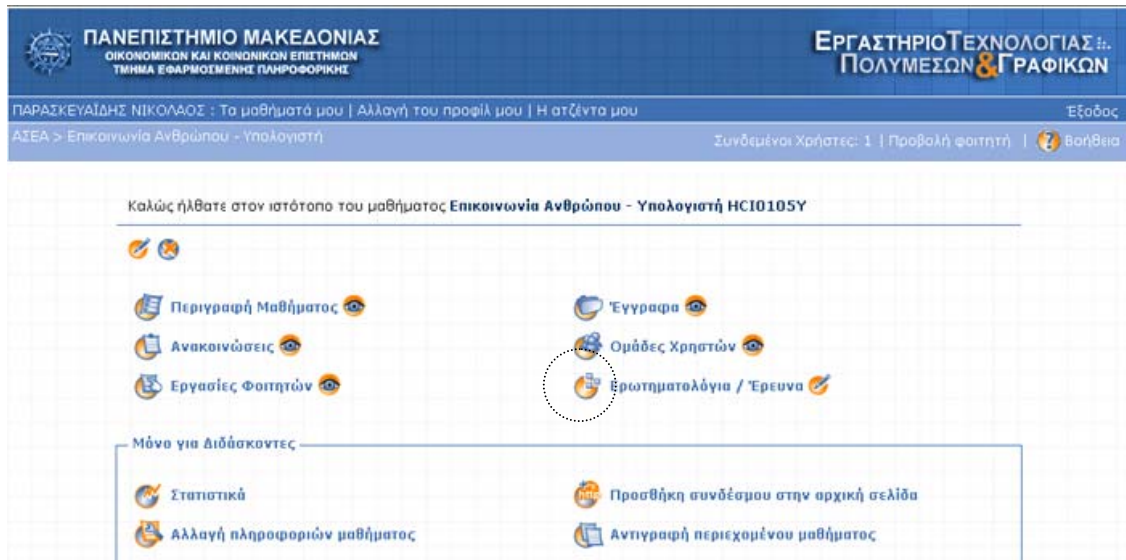 ΠΑΝΕΠΙΣΤΗΜΙΟ ΜΑΚΕΔΟΝΙΑΣ
ΟΙΚΟΝΟΜΙΚΩΝ ΚΑΙ ΚΟΙΝΩΝΙΚΩΝ ΕΠΙΣΤΗΜΩΝ
ΤΜΗΜΑ ΕΦΑΡΜΟΣΜΕΝΗΣ ΠΛΗΡΟΦΟΡΙΚΗΣ
ΕΡΓΑΣΤΗΡΙΟ ΤΕΧΝΟΛΟΓΙΑΣ
ΠΟΛΥΜΕΣΩΝ & ΓΡΑΦΙΚΩΝ
ΠΑΡΑΣΚΕΥΑΪΔΗΣ ΝΙΚΟΛΑΟΣ : Τα μαθήματά μου | Αλλαγή του προφίλ μου | Η ατζέντα μου Έξοδος
ΑΣΕΑ > Επικοινωνία Ανθρώπου - Υπολογιστή Συνδεμένοι Χρήστες: 1 | Προβολή φοιτητή | Βοήθεια
Καλώς ήλθατε στον ιστότοπο του μαθήματος Επικοινωνία Ανθρώπου - Υπολογιστή HCI0105Y
Περιγραφή Μαθήματος Έγγραφα
Ανακοινώσεις Ομάδες Χρηστών
Εργασίες Φοιτητών Ερωτηματολόγια / Έρευνα
Μόνο για Διδάσκοντες
Στατιστικά http Προσθήκη συνδέσμου στην αρχική σελίδα
Αλλαγή πληροφοριών μαθήματος Αντιγραφή περιεχομένου μαθήματος